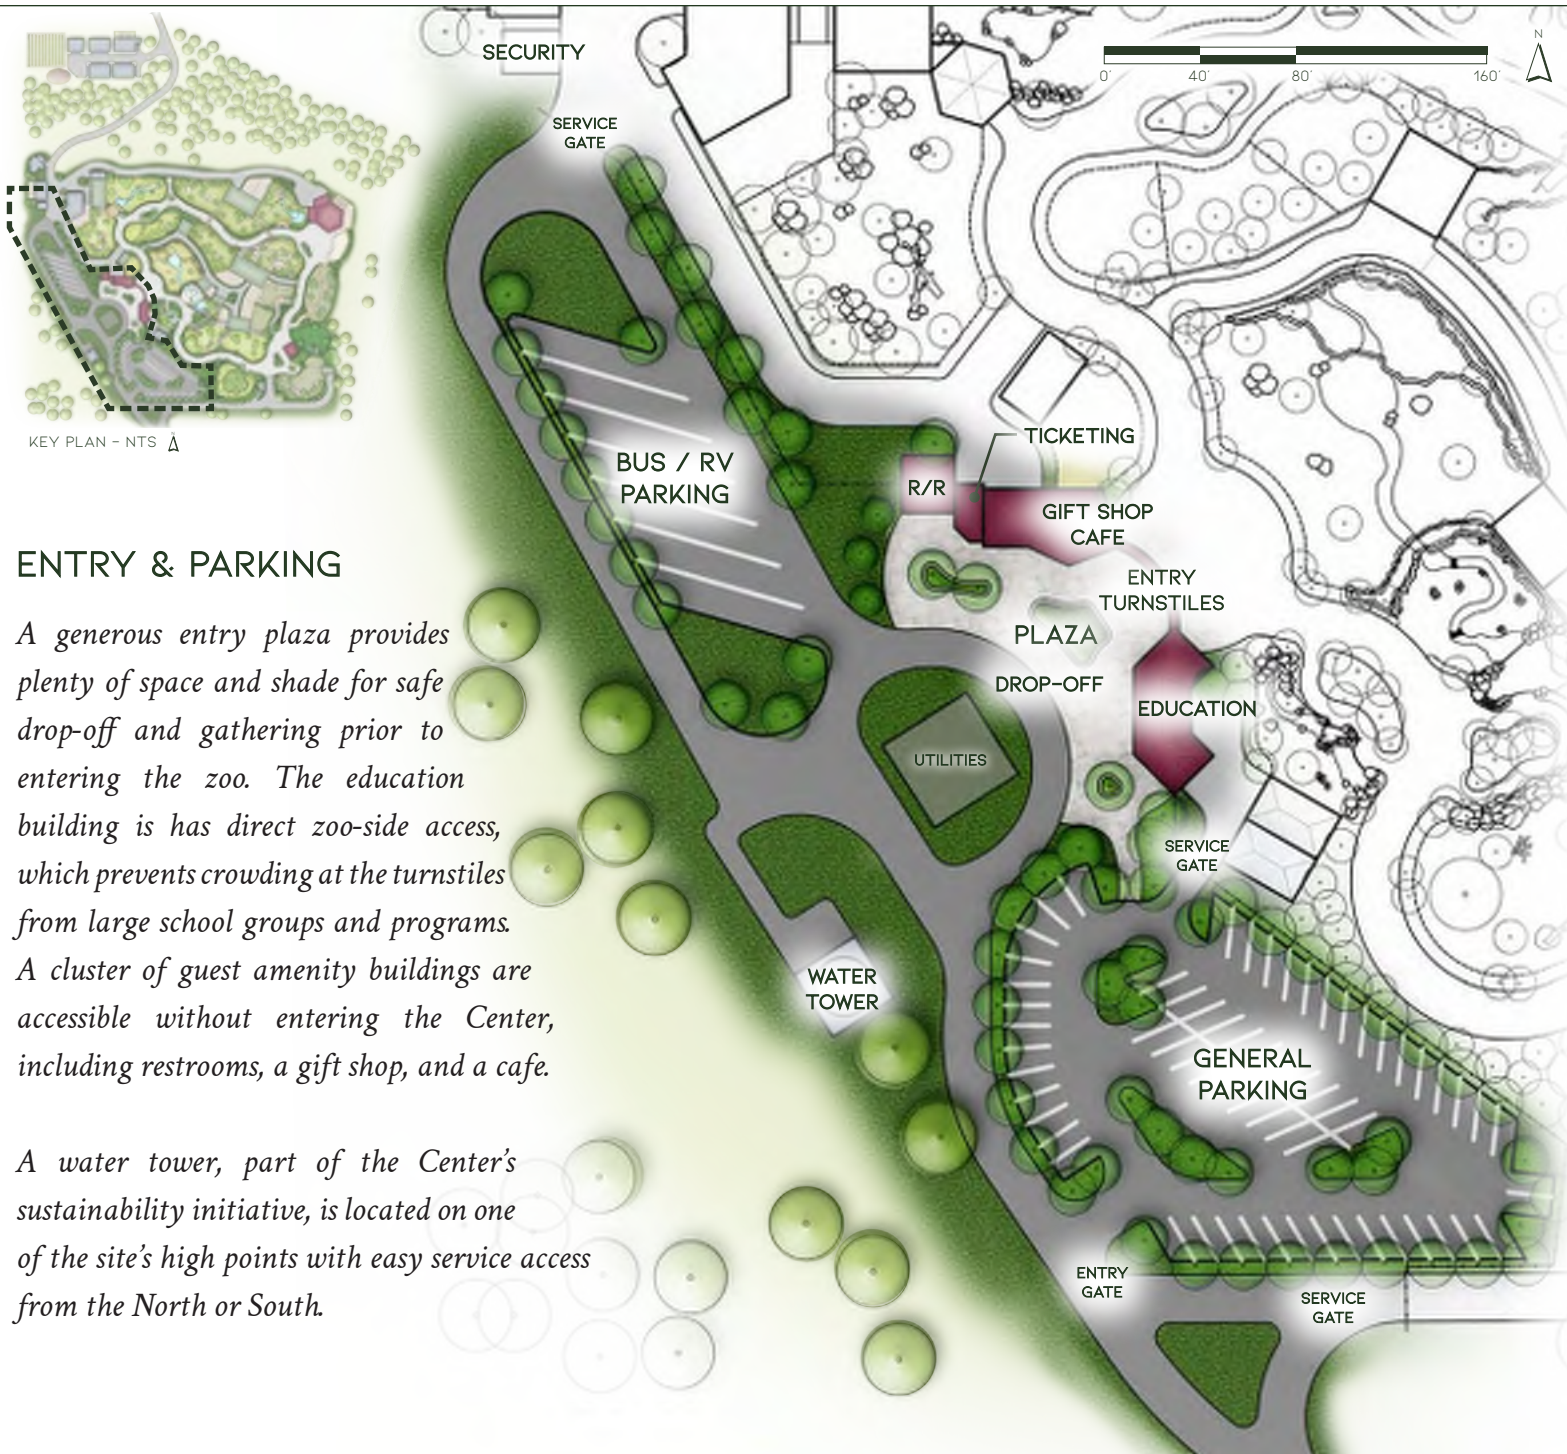 SECURITY
N
0' 40' 80' 160'
SERVICE
GATE
KEY PLAN - NTS
TICKETING
BUS / RV
PARKING
R/R
GIFT SHOP
CAFE
ENTRY
TURNSTILES
PLAZA
DROP-OFF
EDUCATION
UTILITIES
SERVICE
GATE
WATER
TOWER
GENERAL
PARKING
ENTRY
GATE
SERVICE
GATE
ENTRY & PARKING
A generous entry plaza provides
plenty of space and shade for safe
drop-off and gathering prior to
entering the zoo. The education
building is has direct zoo-side access,
which prevents crowding at the turnstiles
from large school groups and programs.
A cluster of guest amenity buildings are
accessible without entering the Center,
including restrooms, a gift shop, and a cafe.
A water tower, part of the Center's
sustainability initiative, is located on one
of the site's high points with easy service access
from the North or South.